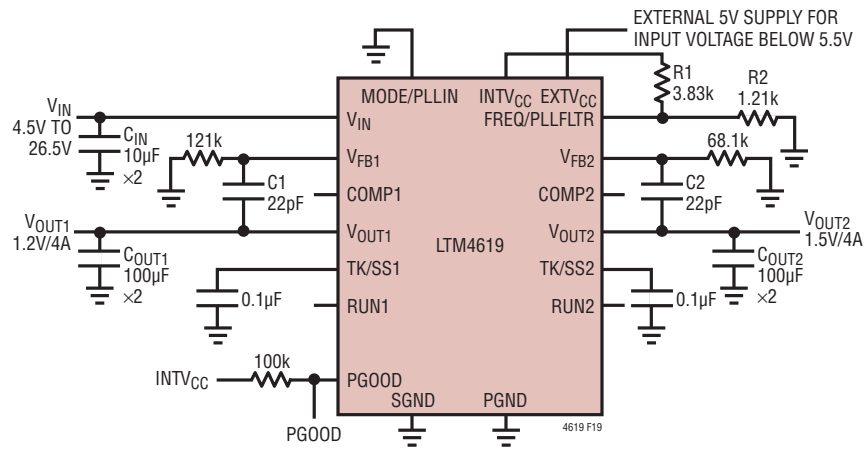 EXTERNAL 5V SUPPLY FOR
INPUT VOLTAGE BELOW 5.5V
MODE/PLLIN
INTVCC
EXTVCC
FREQ/PLLFLTR
R1
3.83k
R2
1.21k
VIN
4.5V TO
26.5V
CIN
10µF
×2
VIN
121k
VFB1
VFB2
68.1k
C1
22pF
COMP1
COMP2
C2
22pF
VOUT1
1.2V/4A
VOUT1
LTM4619
VOUT2
VOUT2
1.5V/4A
COUT1
100µF
×2
TK/SS1
TK/SS2
COUT2
100µF
×2
0.1µF
RUN1
RUN2
0.1µF
INTVCC
100k
PGOOD
SGND
PGND
PGOOD
4619 F19